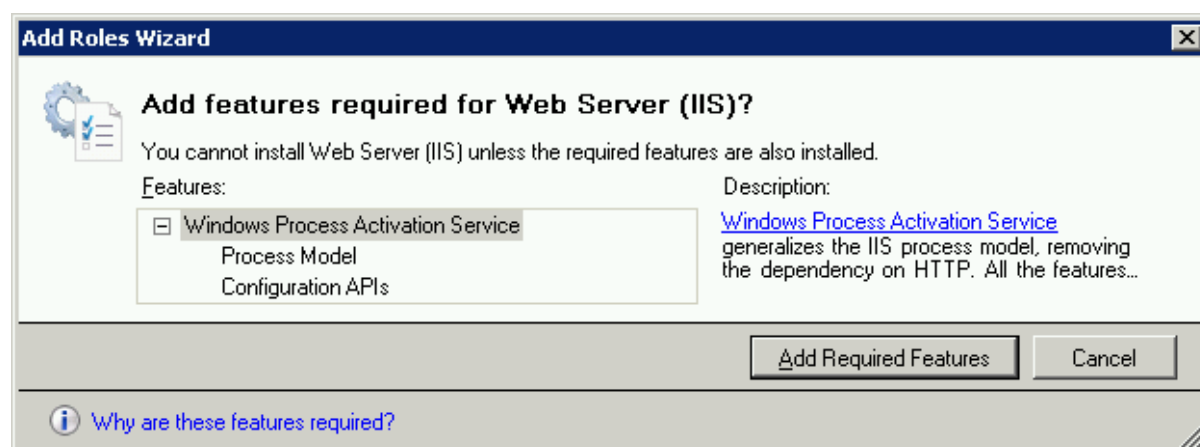 Add Roles Wizard
Add features required for Web Server (IIS)?
You cannot install Web Server (IIS) unless the required features are also installed.
Features:
Windows Process Activation Service
Process Model
Configuration APIs
Description:
Windows Process Activation Service
generalizes the IIS process model, removing
the dependency on HTTP. All the features...
Add Required Features
Cancel
Why are these features required?